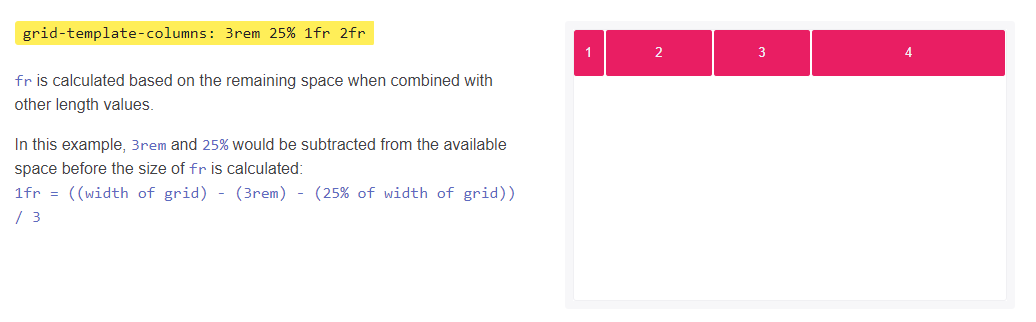 grid-template-columns: 3rem 25% 1fr 2fr
fr is calculated based on the remaining space when combined with
other length values.
In this example, 3rem and 25% would be subtracted from the available
space before the size of fr is calculated:
1fr = ((width of grid) - (3rem) - (25% of width of grid))
/ 3
1 2 3 4